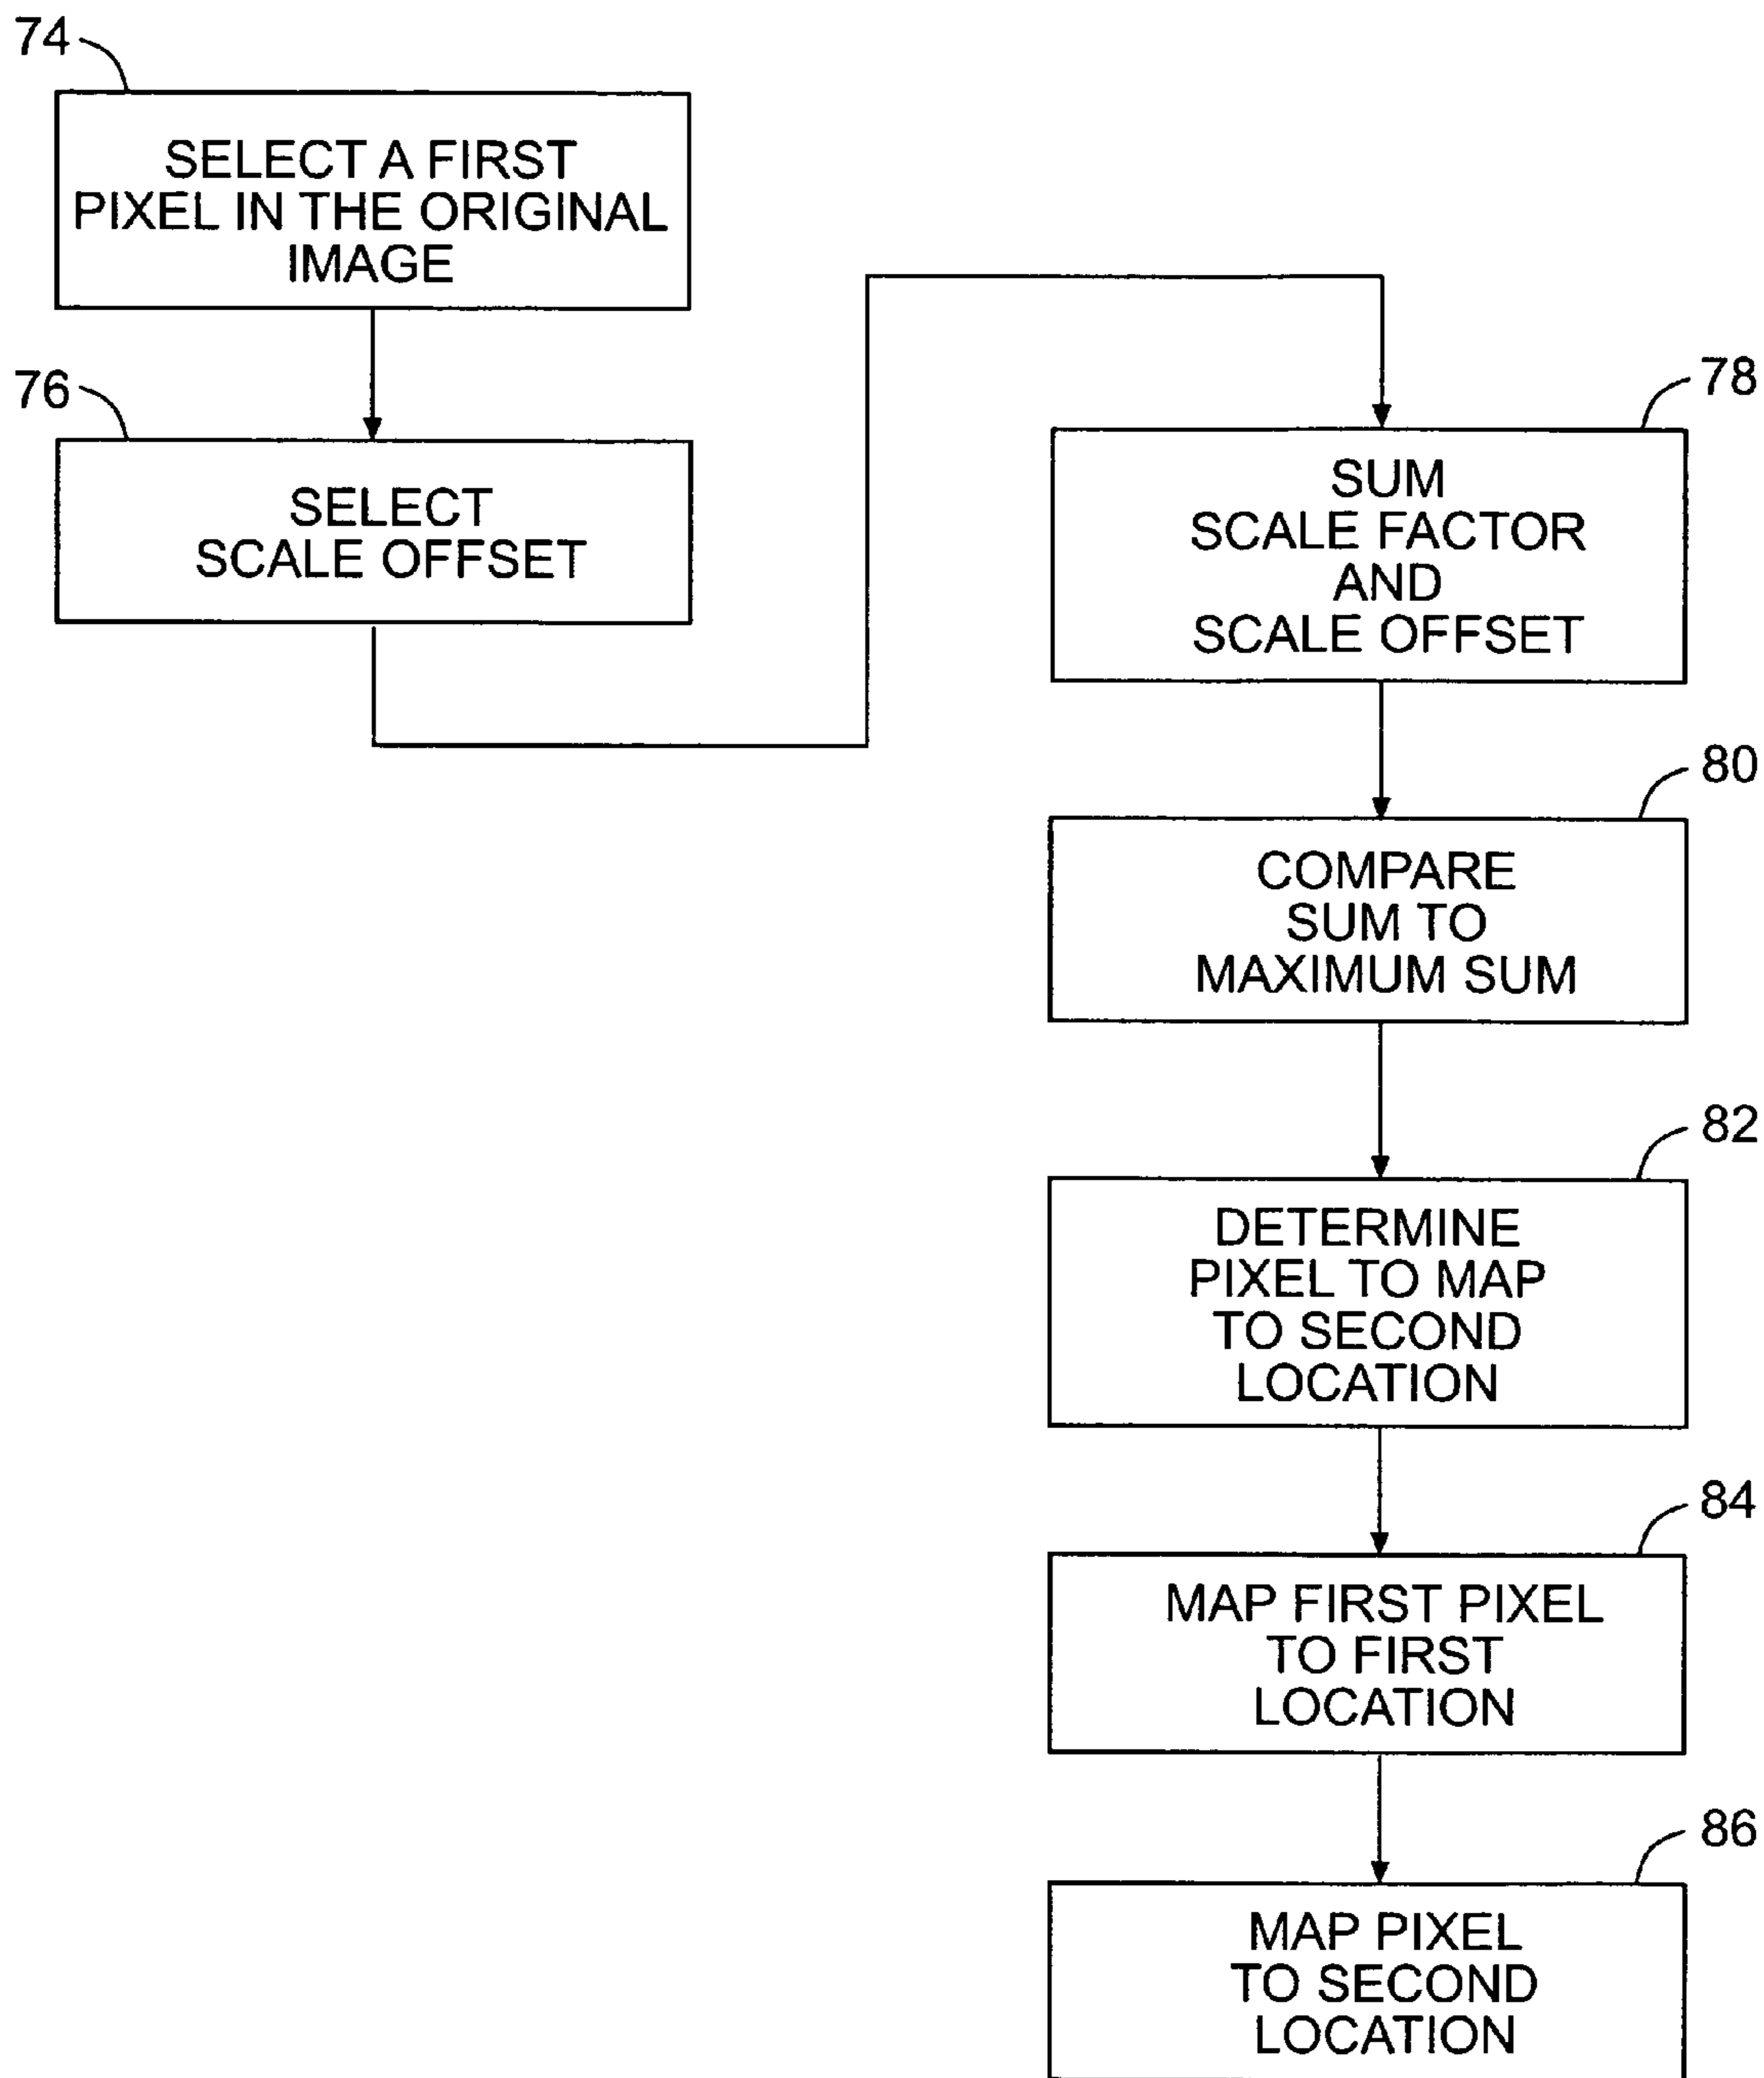 74
SELECT A FIRST
PIXEL IN THE ORIGINAL
IMAGE
76
SELECT
SCALE OFFSET
78
SUM
SCALE FACTOR
AND
SCALE OFFSET
80
COMPARE
SUM TO
MAXIMUM SUM
82
DETERMINE
PIXEL TO MAP
TO SECOND
LOCATION
84
MAP FIRST PIXEL
TO FIRST
LOCATION
86
MAP PIXEL
TO SECOND
LOCATION